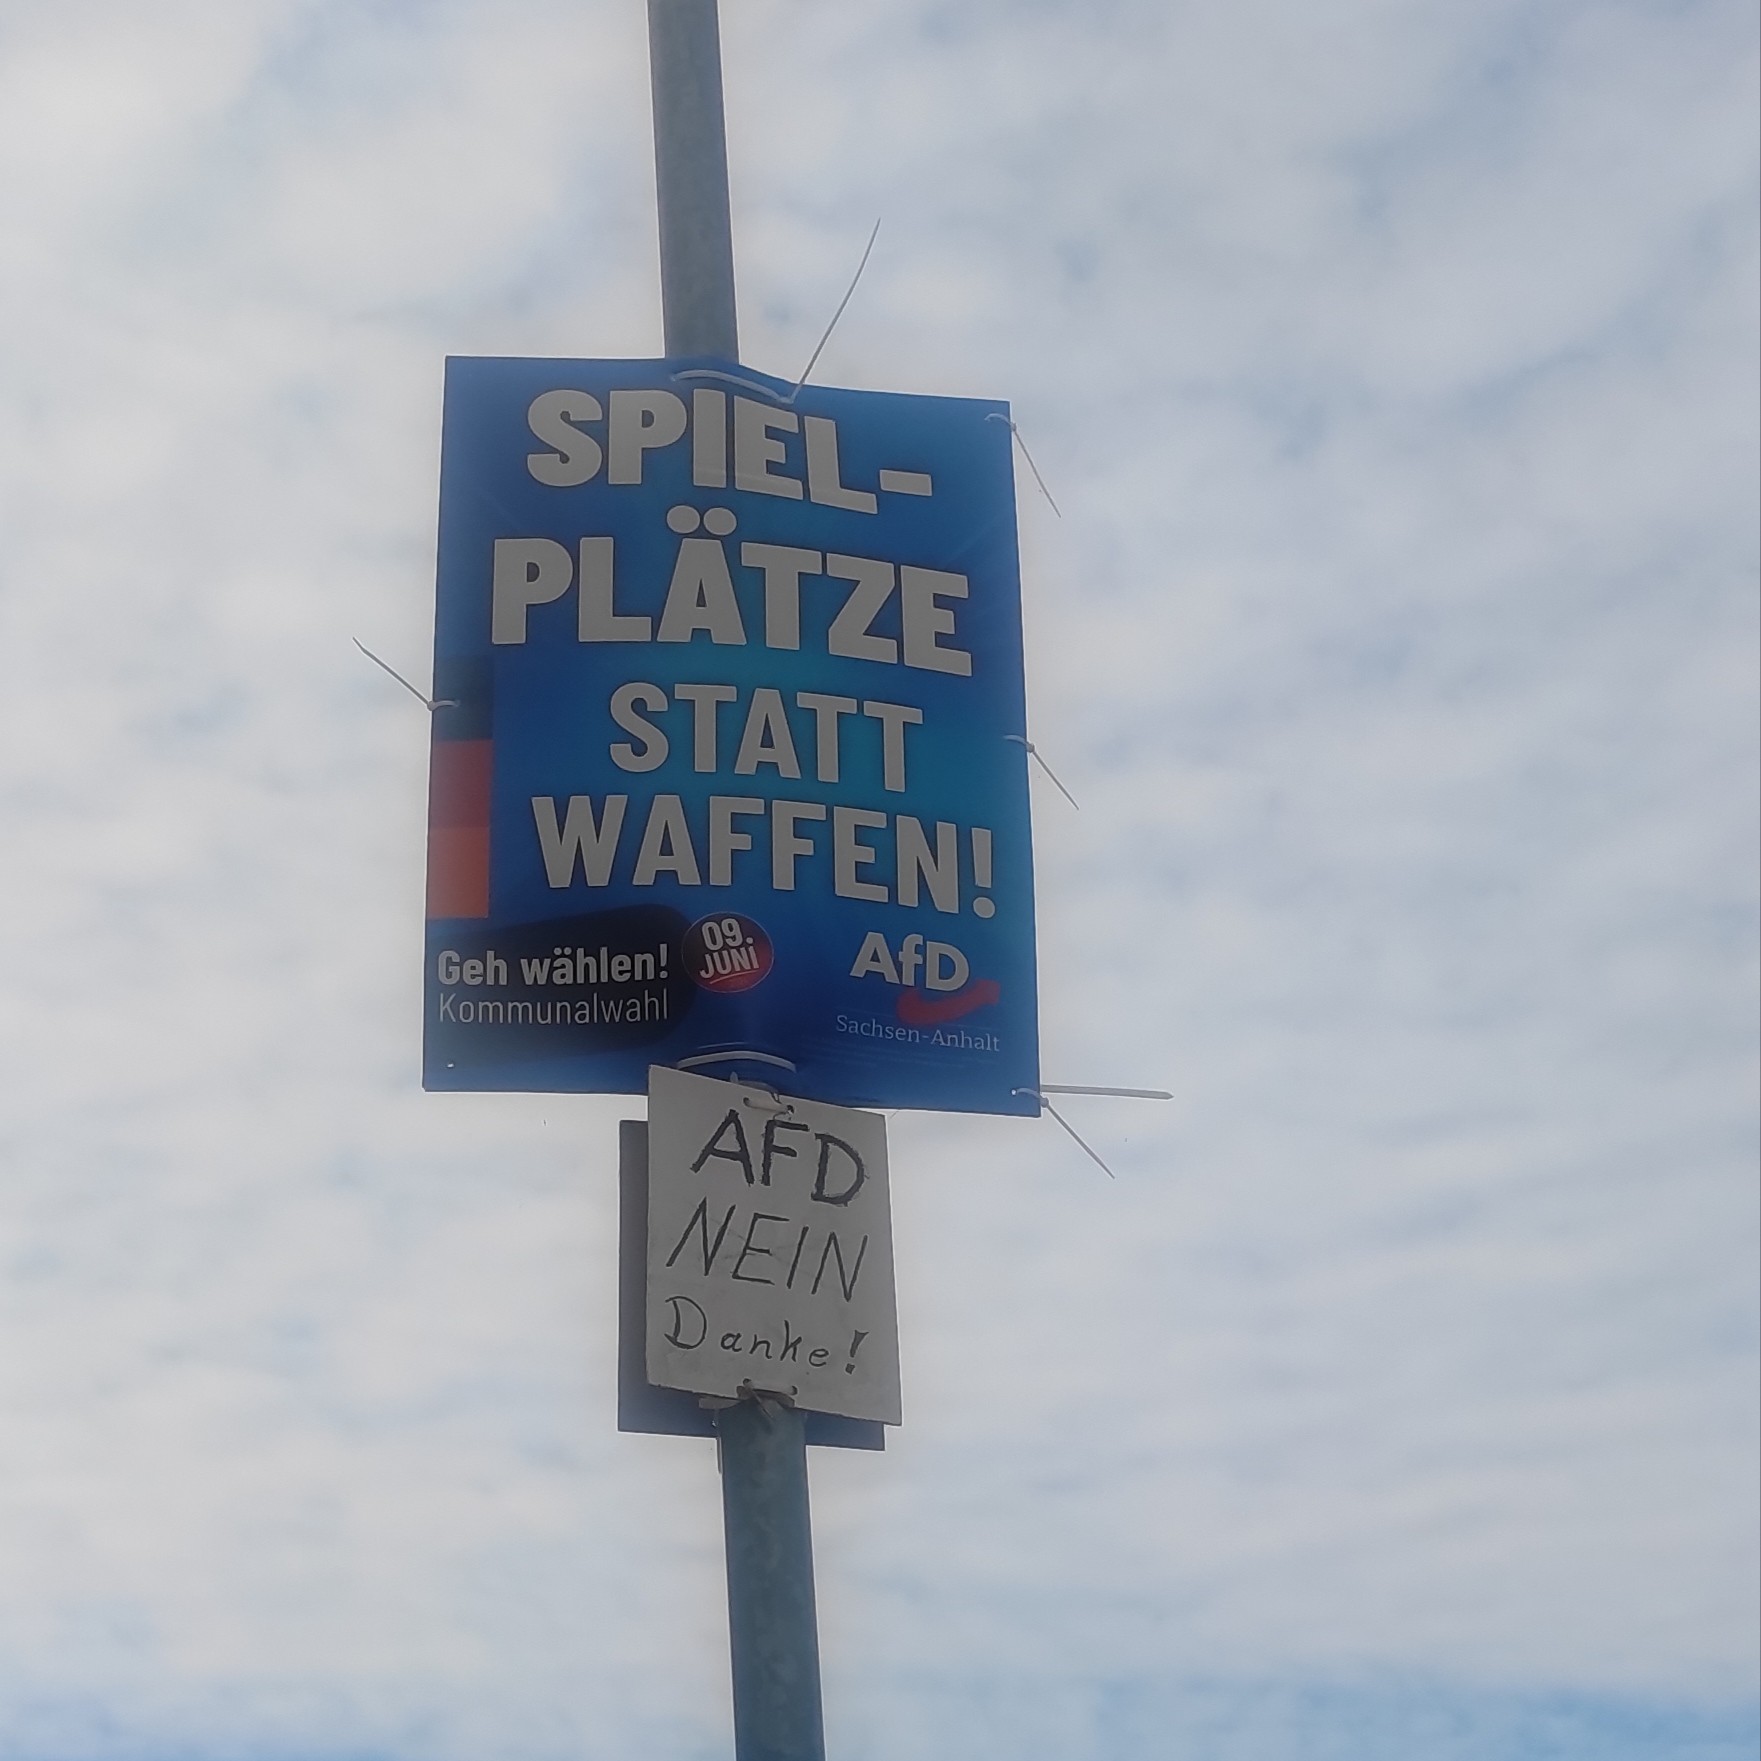 SPIEL-
PLÄTZE
STATT
WAFFEN!
Geh wählen!
Kommunalwahl
09.
JUNI
AfD
Sachsen-Anhalt
AFD
NEIN
Danke!